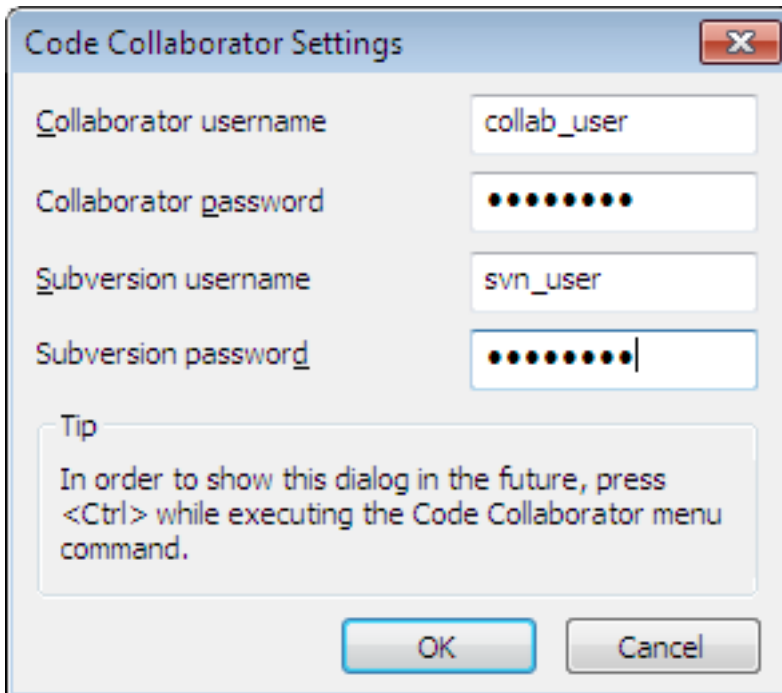 Code Collaborator Settings
Collaborator username collab_user
Collaborator password ••••••••
Subversion username svn_user
Subversion password ••••••••
Tip
In order to show this dialog in the future, press
<Ctrl> while executing the Code Collaborator menu
command.
OK Cancel